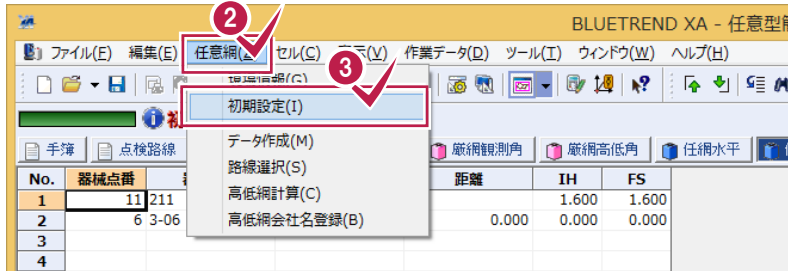 2
BLUETREND XA - 任意型
ファイル(F) 編集(E) 任意網( セル(C) (V) 作業データ(D) ツール(T) ウィンドウ(W) ヘルプ(H)
3
現場情報(G)
初期設定(I)
データ作成(M)
路線選択(S)
高低網計算(C)
高低網会社名登録(B)
初
手簿 点検路線 厳網観測角 厳網高低角 任網水平
No. 器械点番 距離 IH FS
1 11 211 1.600 1.600
2 6 3-06 0.000 0.000 0.000
3
4